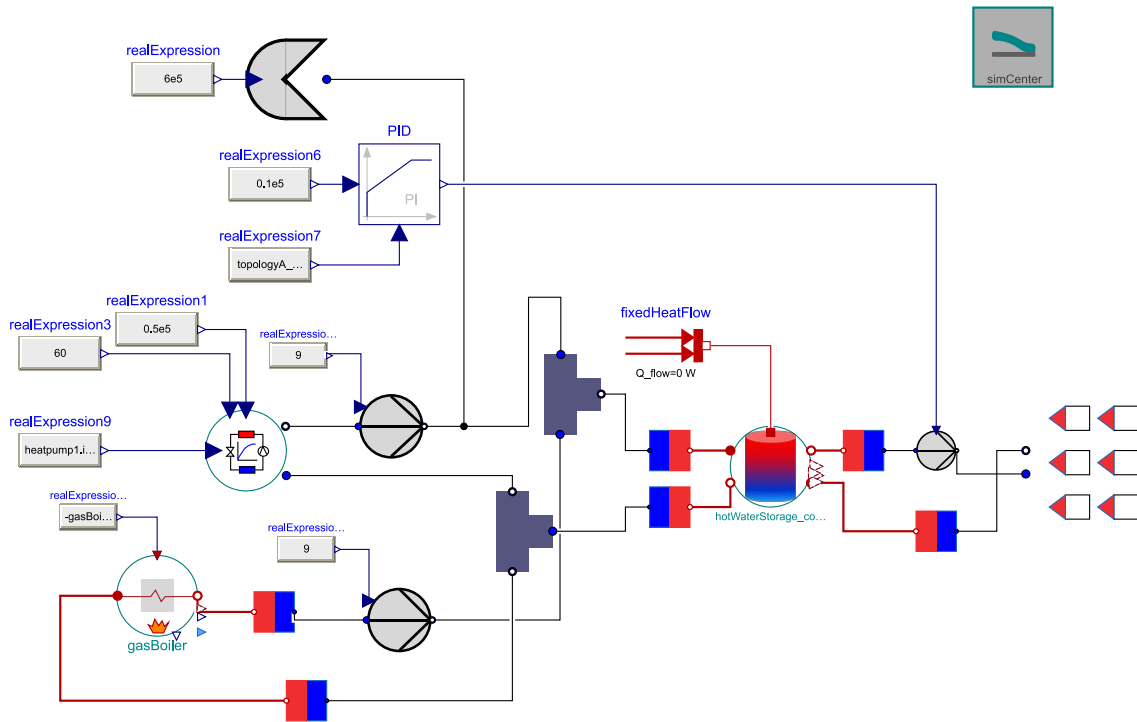 realExpression
6e5
simCenter
PID
realExpression6
0.1e5
PI
realExpression7
topologyA_...
realExpression1
0.5e5
realExpression3
60
realExpressio...
9
fixedHeatFlow
Q_flow=0 W
realExpression9
heatpump1.i...
realExpressio...
-gasBoi...
realExpressio...
9
hotWaterStorage_co...
gasBoiler